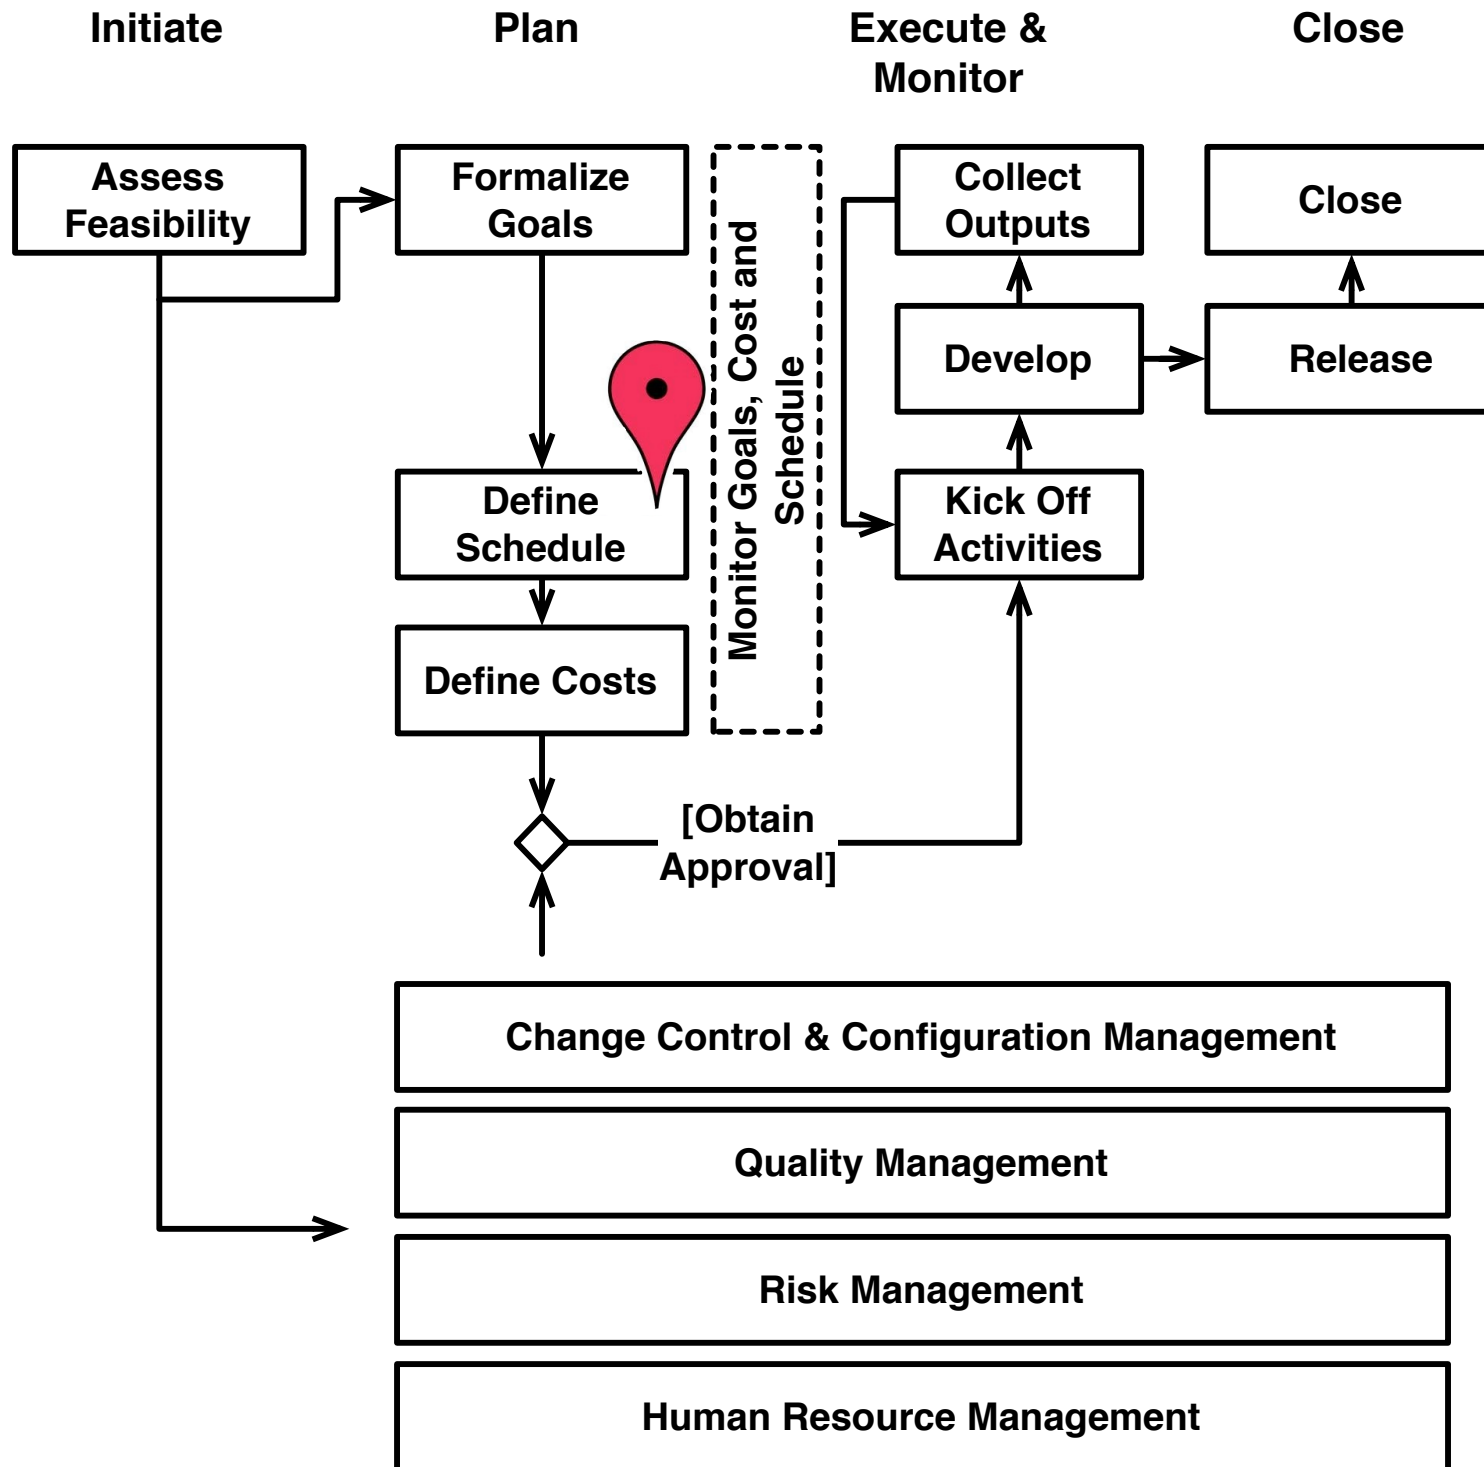 Initiate
Plan
Execute &
Monitor
Close
Assess
Feasibility
Formalize
Goals
Monitor Goals, Cost and
Schedule
Collect
Outputs
Close
Develop
Release
Define
Schedule
Kick Off
Activities
Define Costs
[Obtain
Approval]
Change Control & Configuration Management
Quality Management
Risk Management
Human Resource Management